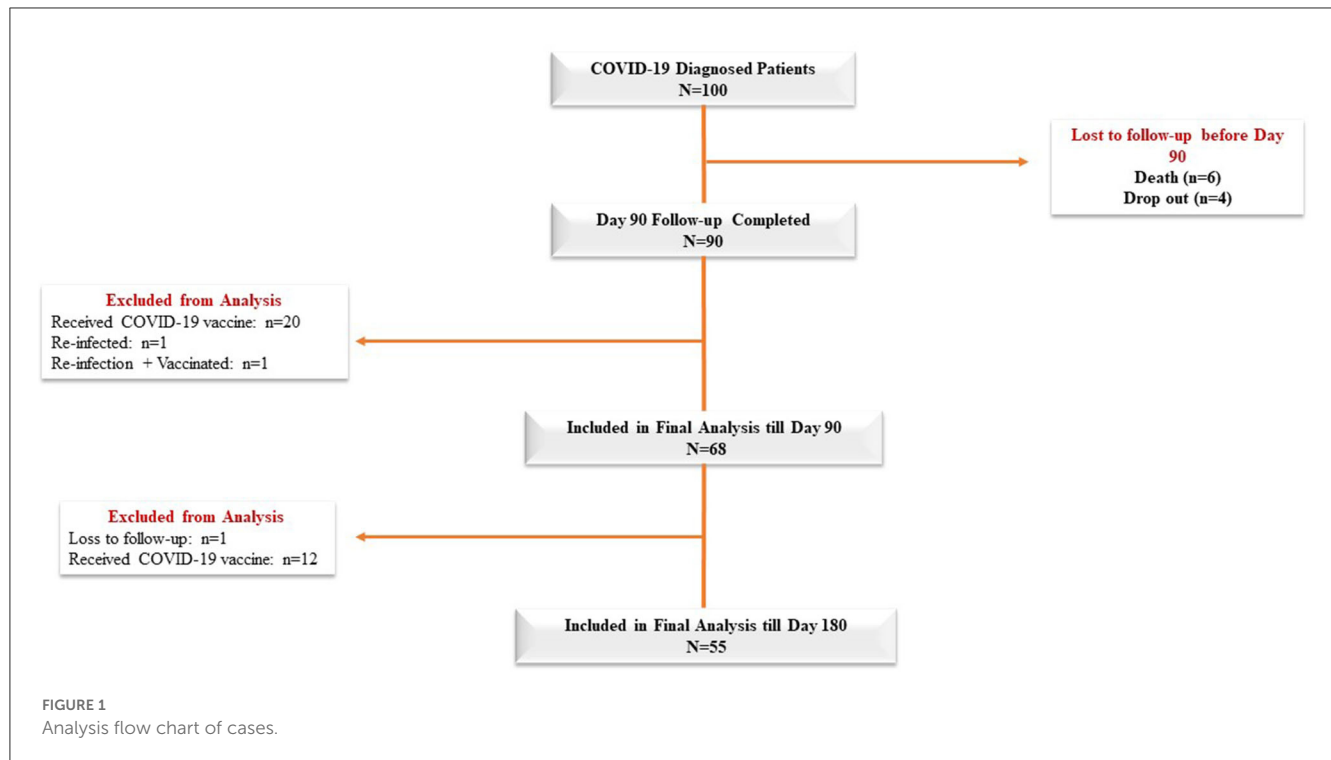 COVID-19 Diagnosed Patients
N=100
Lost to follow-up before Day
90
Death (n=6)
Drop out (n=4)
Day 90 Follow-up Completed
N=90
Excluded from Analysis
Received COVID-19 vaccine: n=20
Re-infected: n=1
Re-infection + Vaccinated: n=1
Included in Final Analysis till Day 90
N=68
Excluded from Analysis
Loss to follow-up: n=1
Received COVID-19 vaccine: n=12
Included in Final Analysis till Day 180
N=55
FIGURE 1
Analysis flow chart of cases.